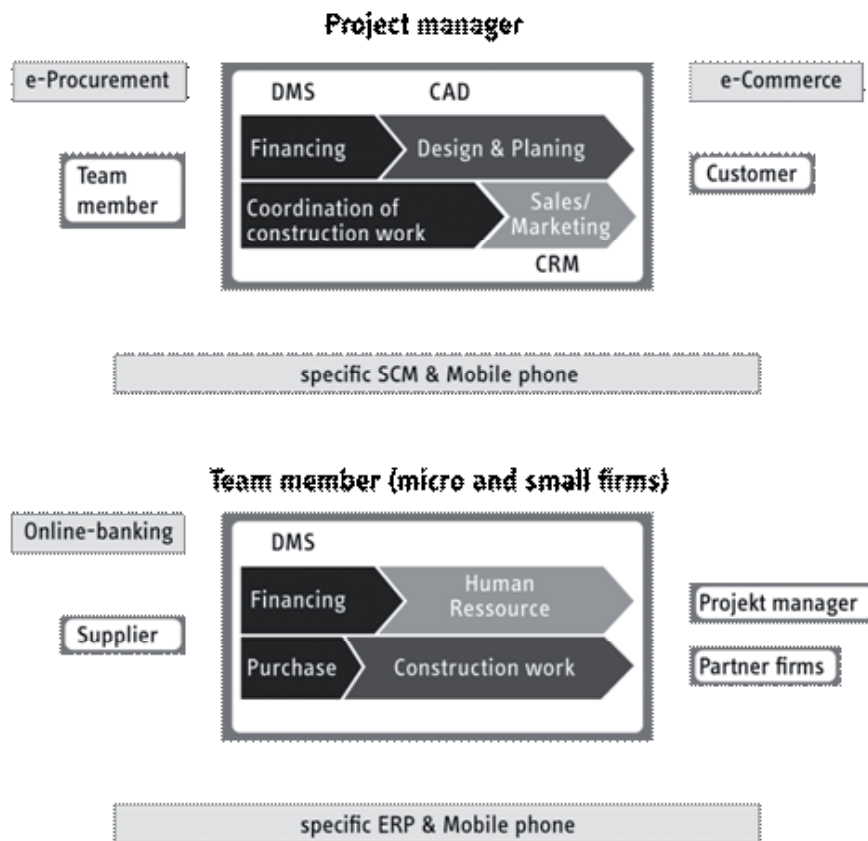 Project manager
e-Procurement
e-Commerce
DMS
CAD
Financing
Design & Planing
Team
member
Customer
Coordination of
construction work
Sales/
Marketing
CRM
specific SCM & Mobile phone
Team member (micro and small firms)
Online-banking
DMS
Financing
Human
Ressource
Projekt manager
Supplier
Purchase
Construction work
Partner firms
specific ERP & Mobile phone